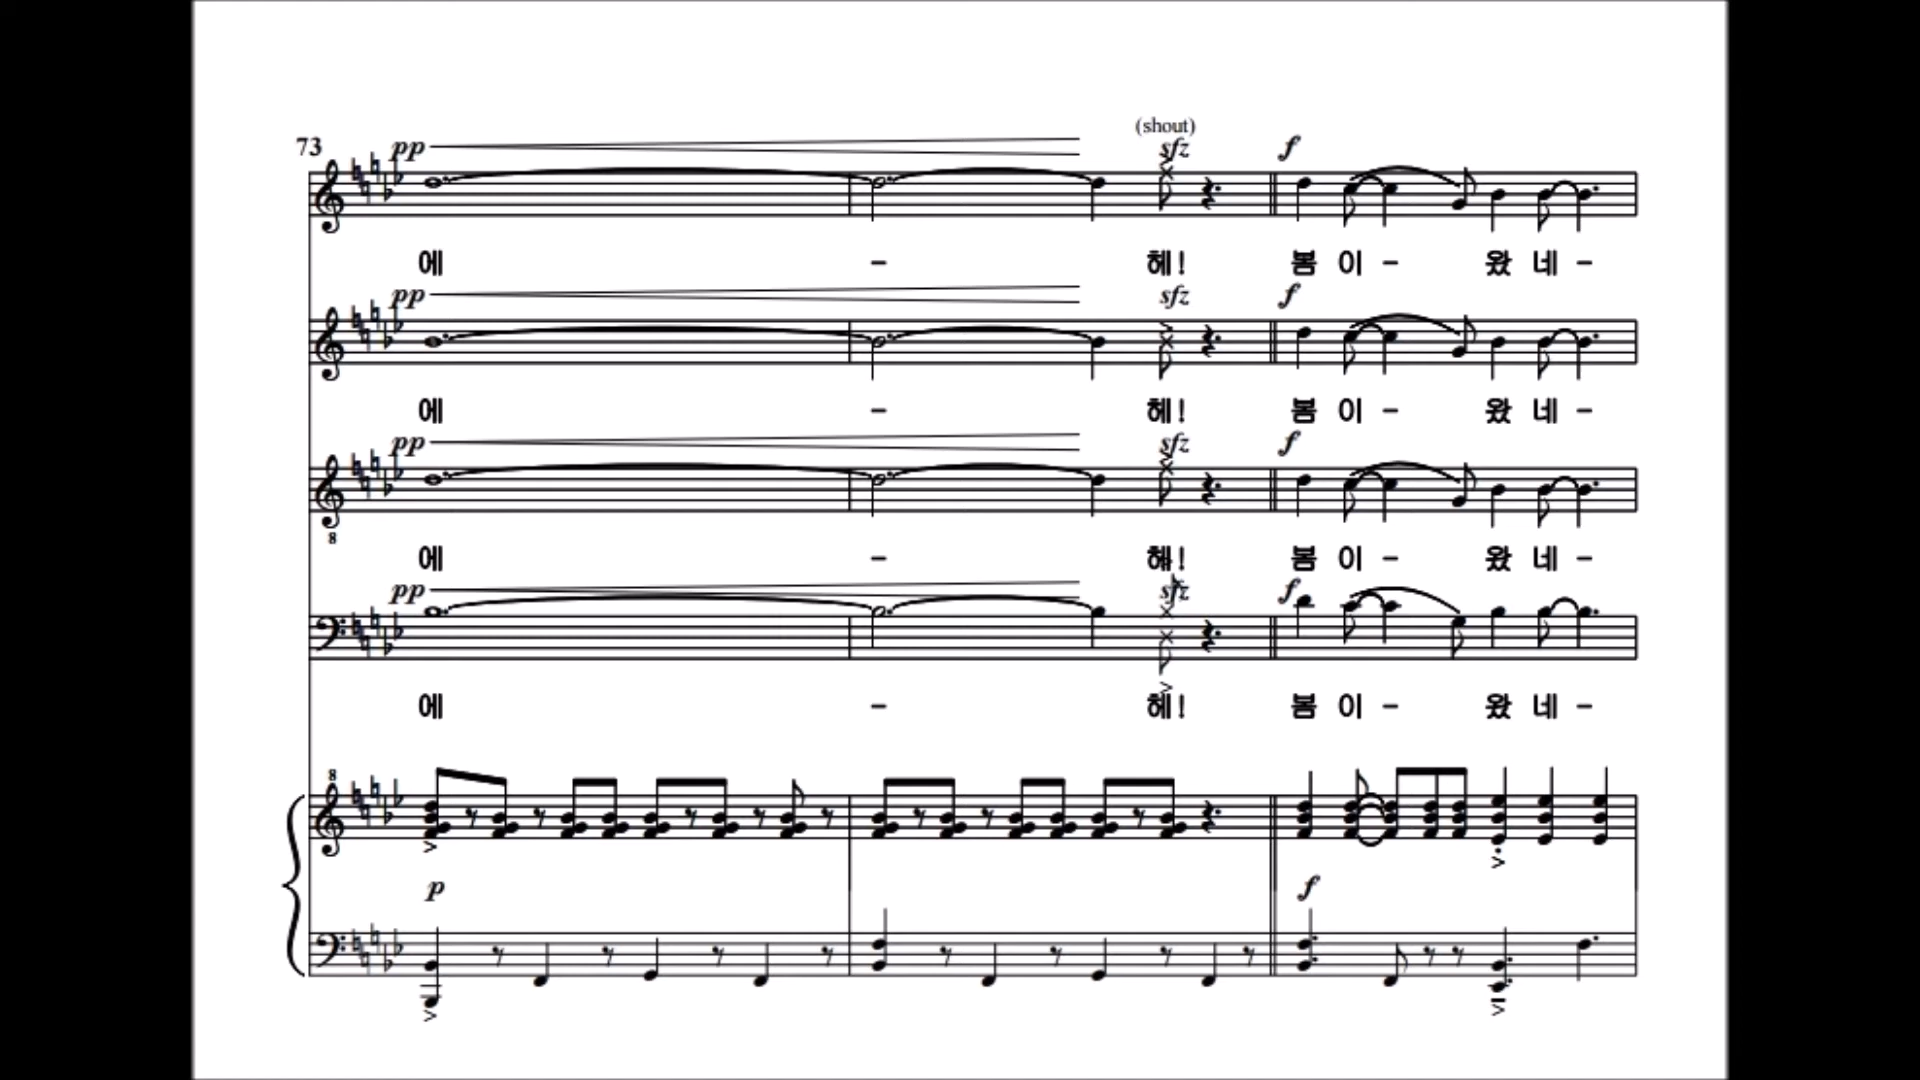 (shout)
73 pp sfz f
에 - 헤! 봄 이 - 왔 네 -
pp sfz f
에 - 헤! 봄 이 - 왔 네 -
pp sfz f
8
에 - 헤! 봄 이 - 왔 네 -
pp sfz f
에 - 헤! 봄 이 - 왔 네 -
8
p f